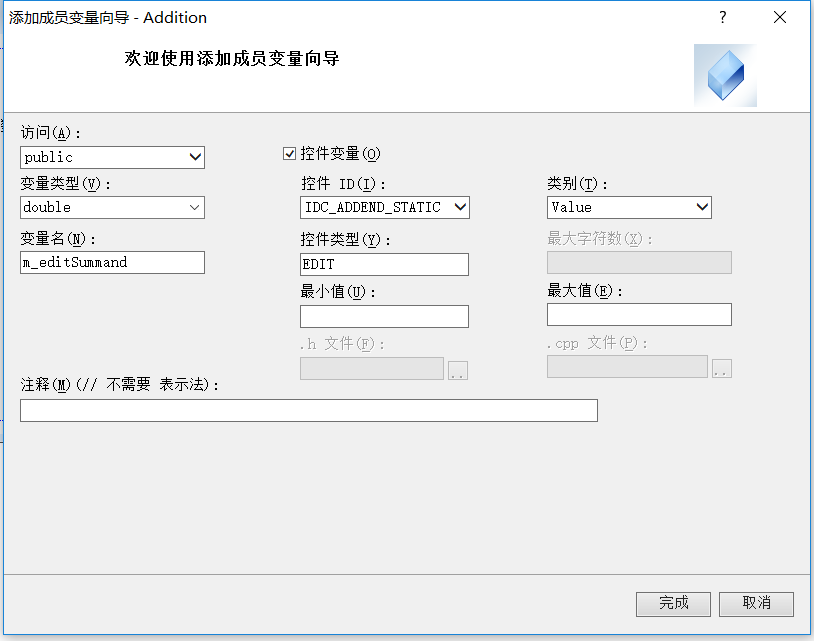 添加成员变量向导 - Addition
欢迎使用添加成员变量向导
访问(A):
public
控件变量(O)
变量类型(V):
double
控件 ID(I):
IDC_ADDEND_STATIC
类别(T):
Value
变量名(N):
m_editSummand
控件类型(Y):
EDIT
最大字符数(X):
最小值(U):
最大值(E):
.h 文件(F):
..
.cpp 文件(P):
..
注释(M)(// 不需要 表示法):
完成
取消